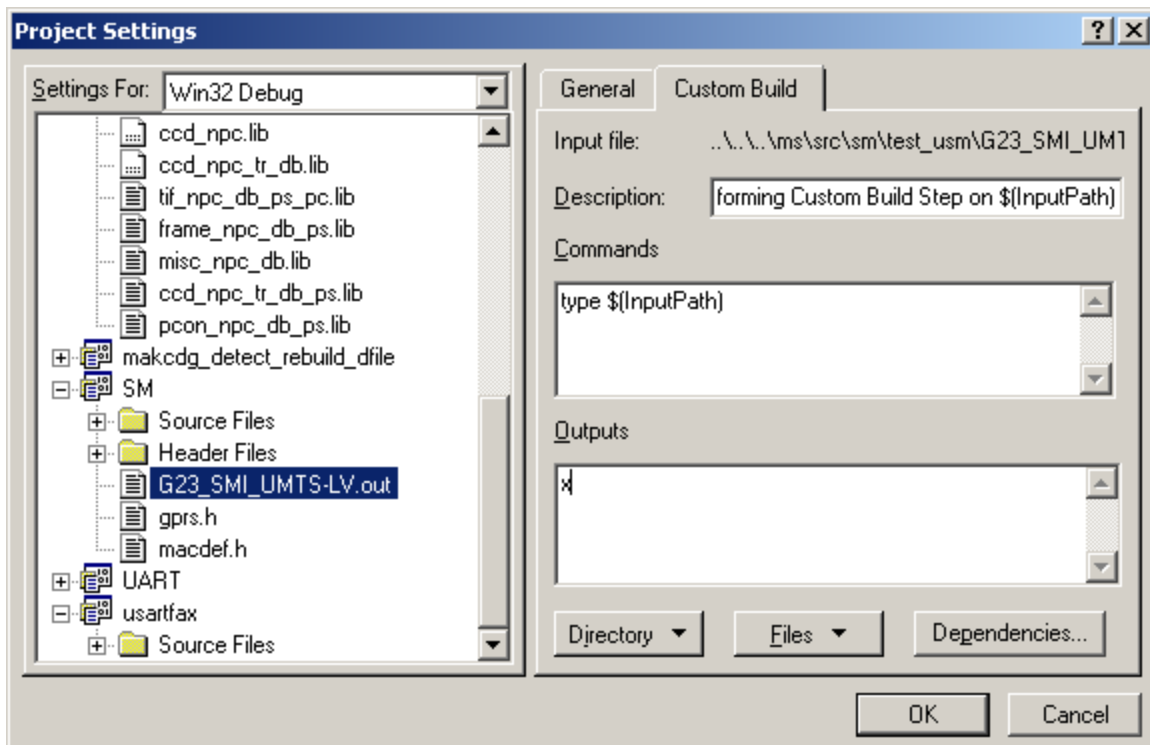 Project Settings
Settings For: Win32 Debug
ccd_npc.lib
ccd_npc_tr_db.lib
tif_npc_db_ps_pc.lib
frame_npc_db_ps.lib
misc_npc_db.lib
ccd_npc_tr_db_ps.lib
pcon_npc_db_ps.lib
makcdg_detect_rebuild_dfile
SM
Source Files
Header Files
G23_SMI_UMTS-LV.out
gprs.h
macdef.h
UART
usartfax
Source Files
General Custom Build
Input file: ..\..\..\ms\src\sm\test_usm\G23_SMI_UMT
Description: forming Custom Build Step on $(InputPath)
Commands
type $(InputPath)
Outputs
x
Directory Files Dependencies...
OK Cancel